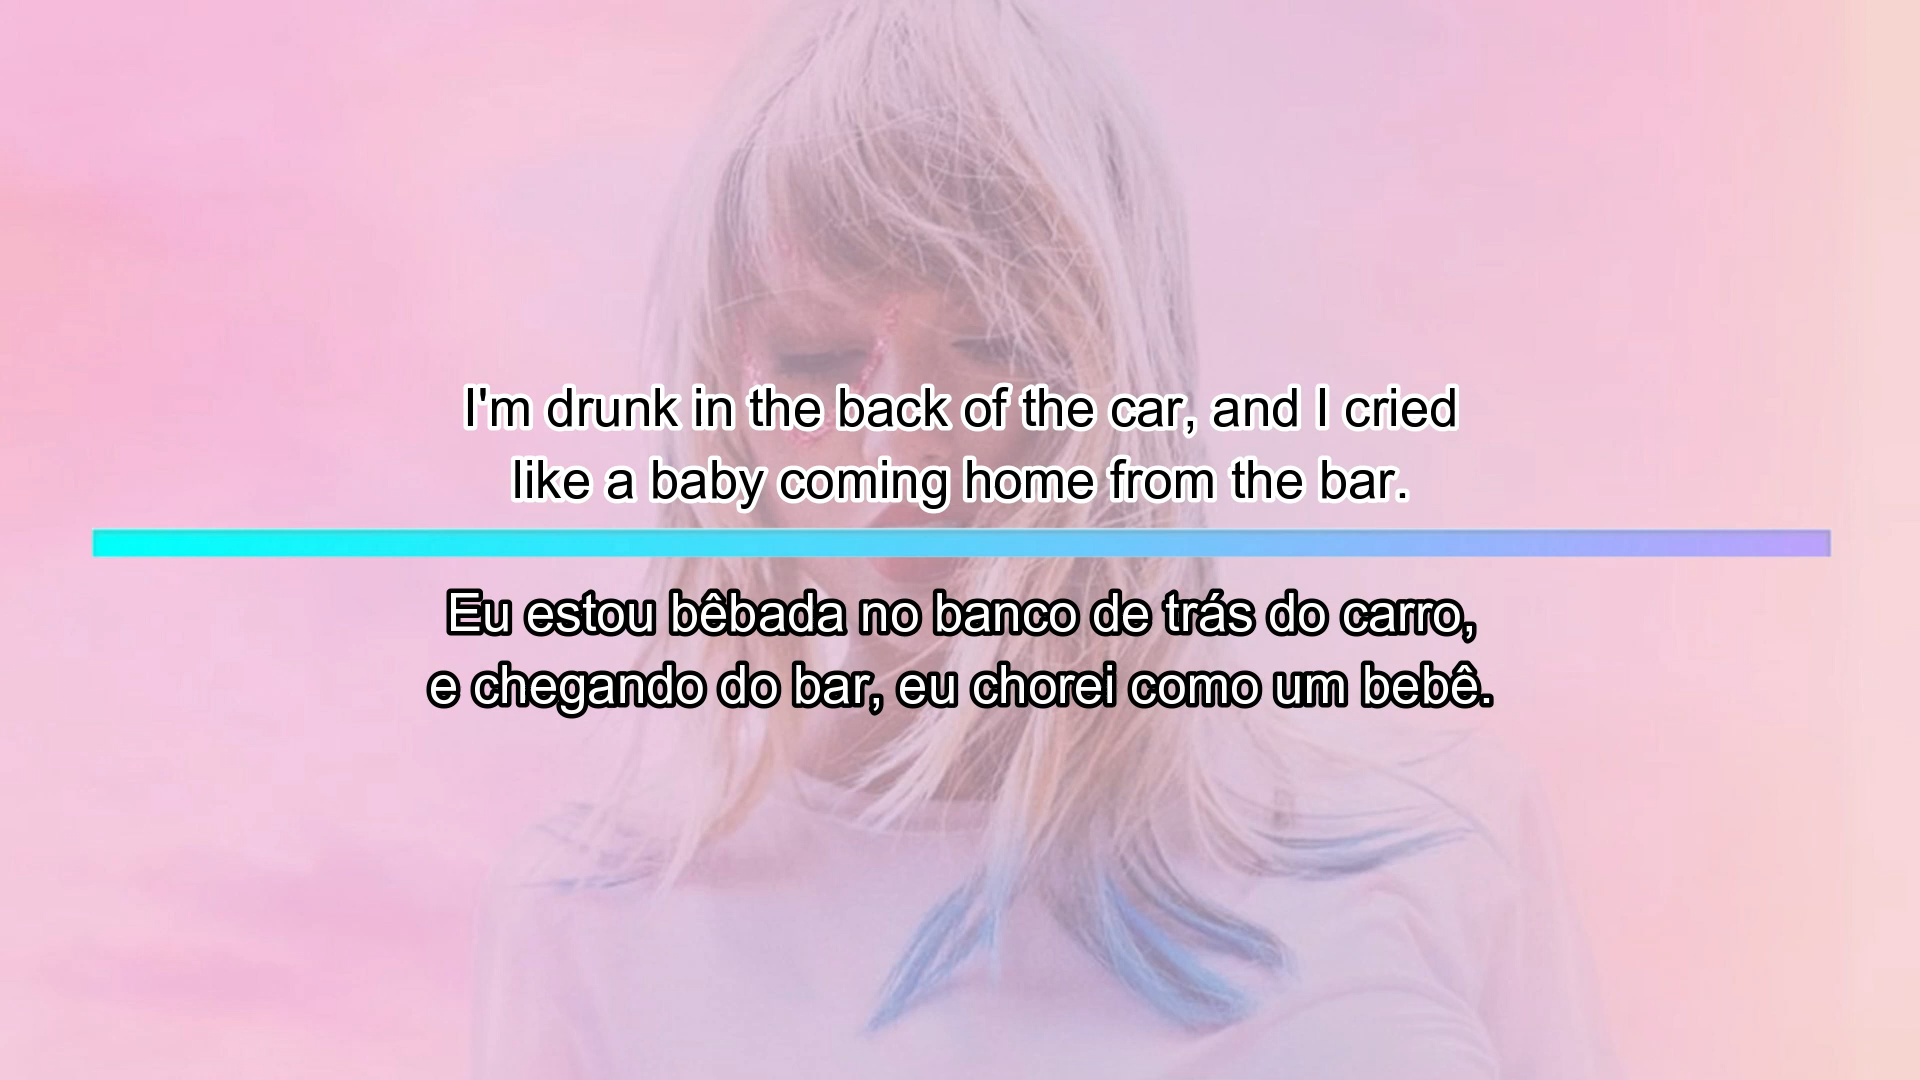 I'm drunk in the back of the car, and I cried
like a baby coming home from the bar.
Eu estou bêbada no banco de trás do carro,
e chegando do bar, eu chorei como um bebê.